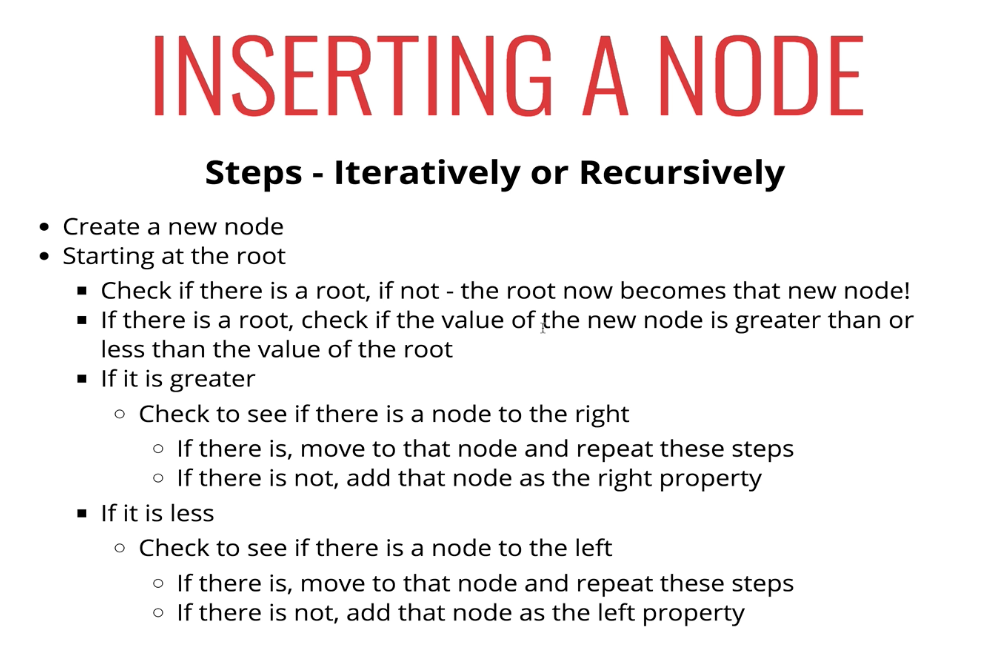 INSERTING A NODE
Steps - Iteratively or Recursively
• Create a new node
• Starting at the root
▪ Check if there is a root, if not - the root now becomes that new node!
▪ If there is a root, check if the value of the new node is greater than or
less than the value of the root
▪ If it is greater
○ Check to see if there is a node to the right
○ If there is, move to that node and repeat these steps
○ If there is not, add that node as the right property
▪ If it is less
○ Check to see if there is a node to the left
○ If there is, move to that node and repeat these steps
○ If there is not, add that node as the left property